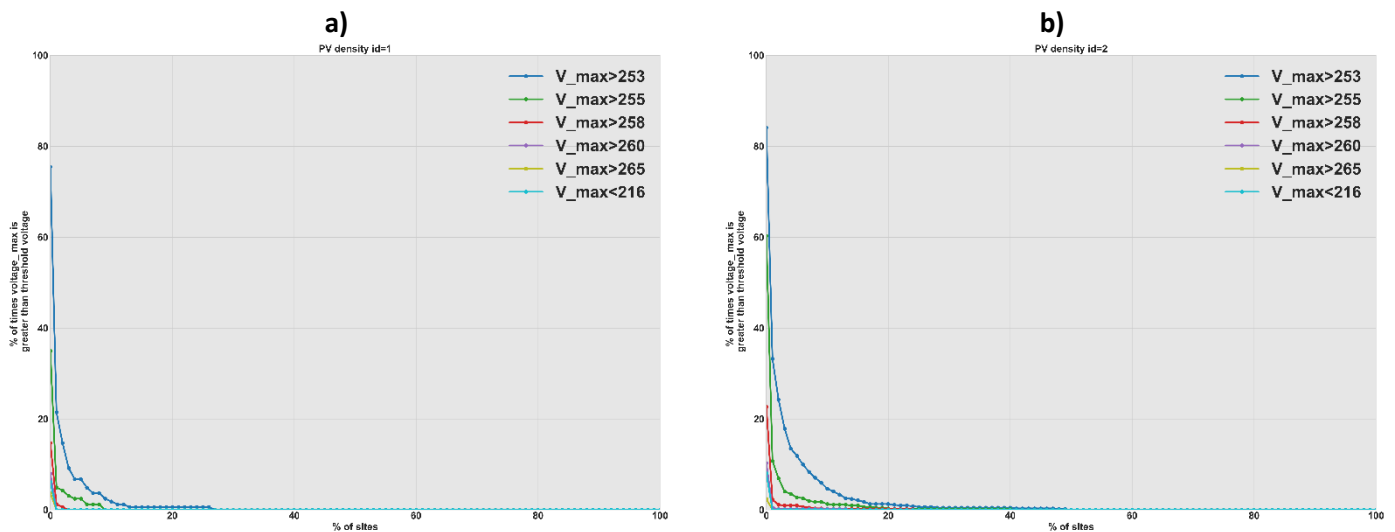 a)
PV density id=1
100
80
60
40
20
0
% of times voltage_max is
greater than threshold voltage
V_max>253
V_max>255
V_max>258
V_max>260
V_max>265
V_max<216
0 20 40 60 80 100
% of sites
b)
PV density id=2
100
80
60
40
20
0
% of times voltage_max is
greater than threshold voltage
V_max>253
V_max>255
V_max>258
V_max>260
V_max>265
V_max<216
0 20 40 60 80 100
% of sites